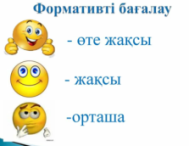 Формативті бағалау
- өте жақсы
- жақсы
-орташа